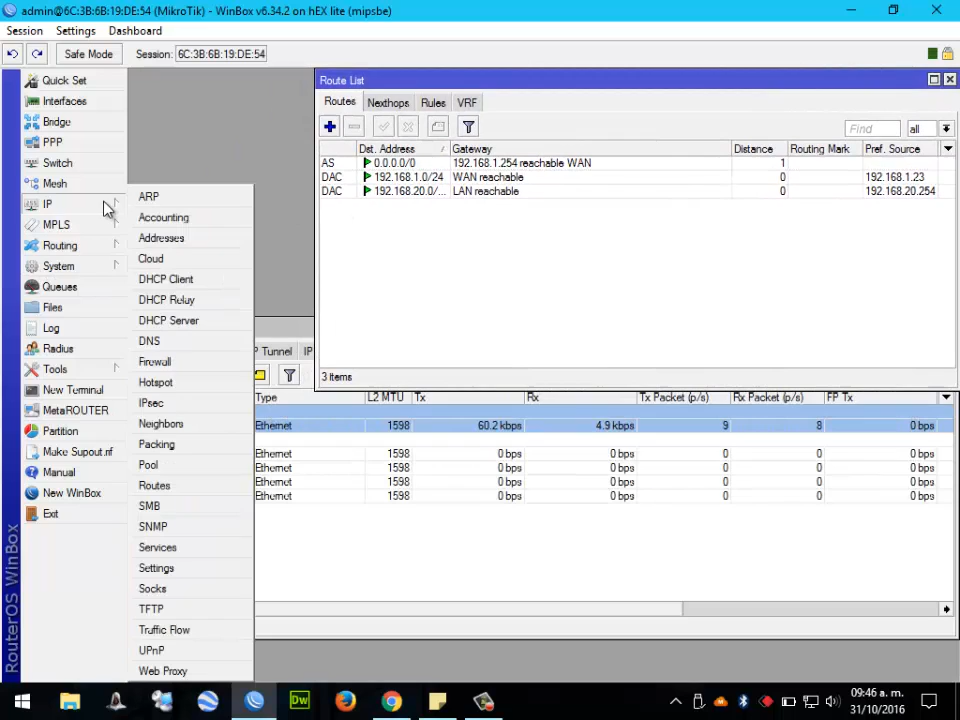 admin@6C:3B:6B:19:DE:54 (MikroTik) - WinBox v6.34.2 on hEX lite (mipsbe)
Session Settings Dashboard
Safe Mode Session: 6C:3B:6B:19:DE:54
Quick Set
Interfaces
Bridge
PPP
Switch
Mesh
IP
MPLS
Routing
System
Queues
Files
Log
Radius
Tools
New Terminal
MetaROUTER
Partition
Make Supout.rif
Manual
New WinBox
Exit
RouterOS WinBox
ARP
Accounting
Addresses
Cloud
DHCP Client
DHCP Relay
DHCP Server
DNS
Firewall
Hotspot
IPsec
Neighbors
Packing
Pool
Routes
SMB
SNMP
Services
Settings
Socks
TFTP
Traffic Flow
UPnP
Web Proxy
Route List
Routes Nexthops Rules VRF
Find all
Dst. Address Gateway Distance Routing Mark Pref. Source
AS 0.0.0.0/0 192.168.1.254 reachable WAN 1
DAC 192.168.1.0/24 WAN reachable 0 192.168.1.23
DAC 192.168.20.0/... LAN reachable 0 192.168.20.254
3 items
P Tunnel IP
Type L2 MTU Tx Rx Tx Packet (p/s) Rx Packet (p/s) FP Tx
Ethernet 1598 60.2 kbps 4.9 kbps 9 8 0 bps
Ethernet 1598 0 bps 0 bps 0 0 0 bps
Ethernet 1598 0 bps 0 bps 0 0 0 bps
Ethernet 1598 0 bps 0 bps 0 0 0 bps
Ethernet 1598 0 bps 0 bps 0 0 0 bps
Dw
09:46 a. m.
31/10/2016